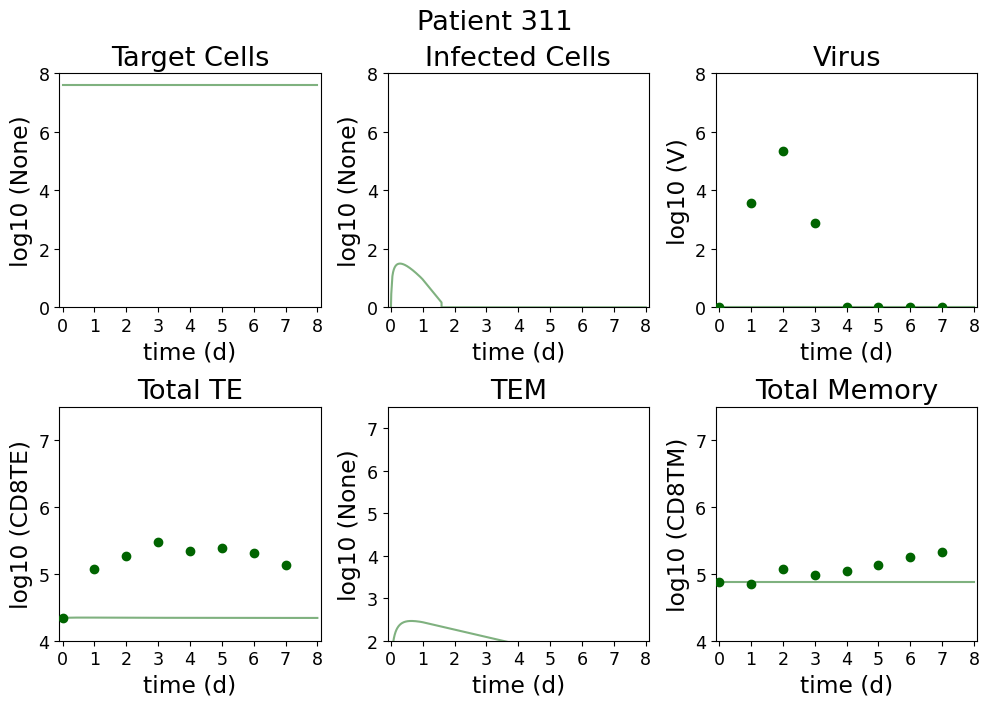 Patient 311
Target Cells
Infected Cells
Virus
log10 (None)
8
6
4
2
0
0 1 2 3 4 5 6 7 8
time (d)
log10 (None)
8
6
4
2
0
0 1 2 3 4 5 6 7 8
time (d)
log10 (V)
8
6
4
2
0
0 1 2 3 4 5 6 7 8
time (d)
Total TE
TEM
Total Memory
log10 (CD8TE)
7
6
5
4
0 1 2 3 4 5 6 7 8
time (d)
log10 (None)
7
6
5
4
3
2
0 1 2 3 4 5 6 7 8
time (d)
log10 (CD8TM)
7
6
5
4
0 1 2 3 4 5 6 7 8
time (d)